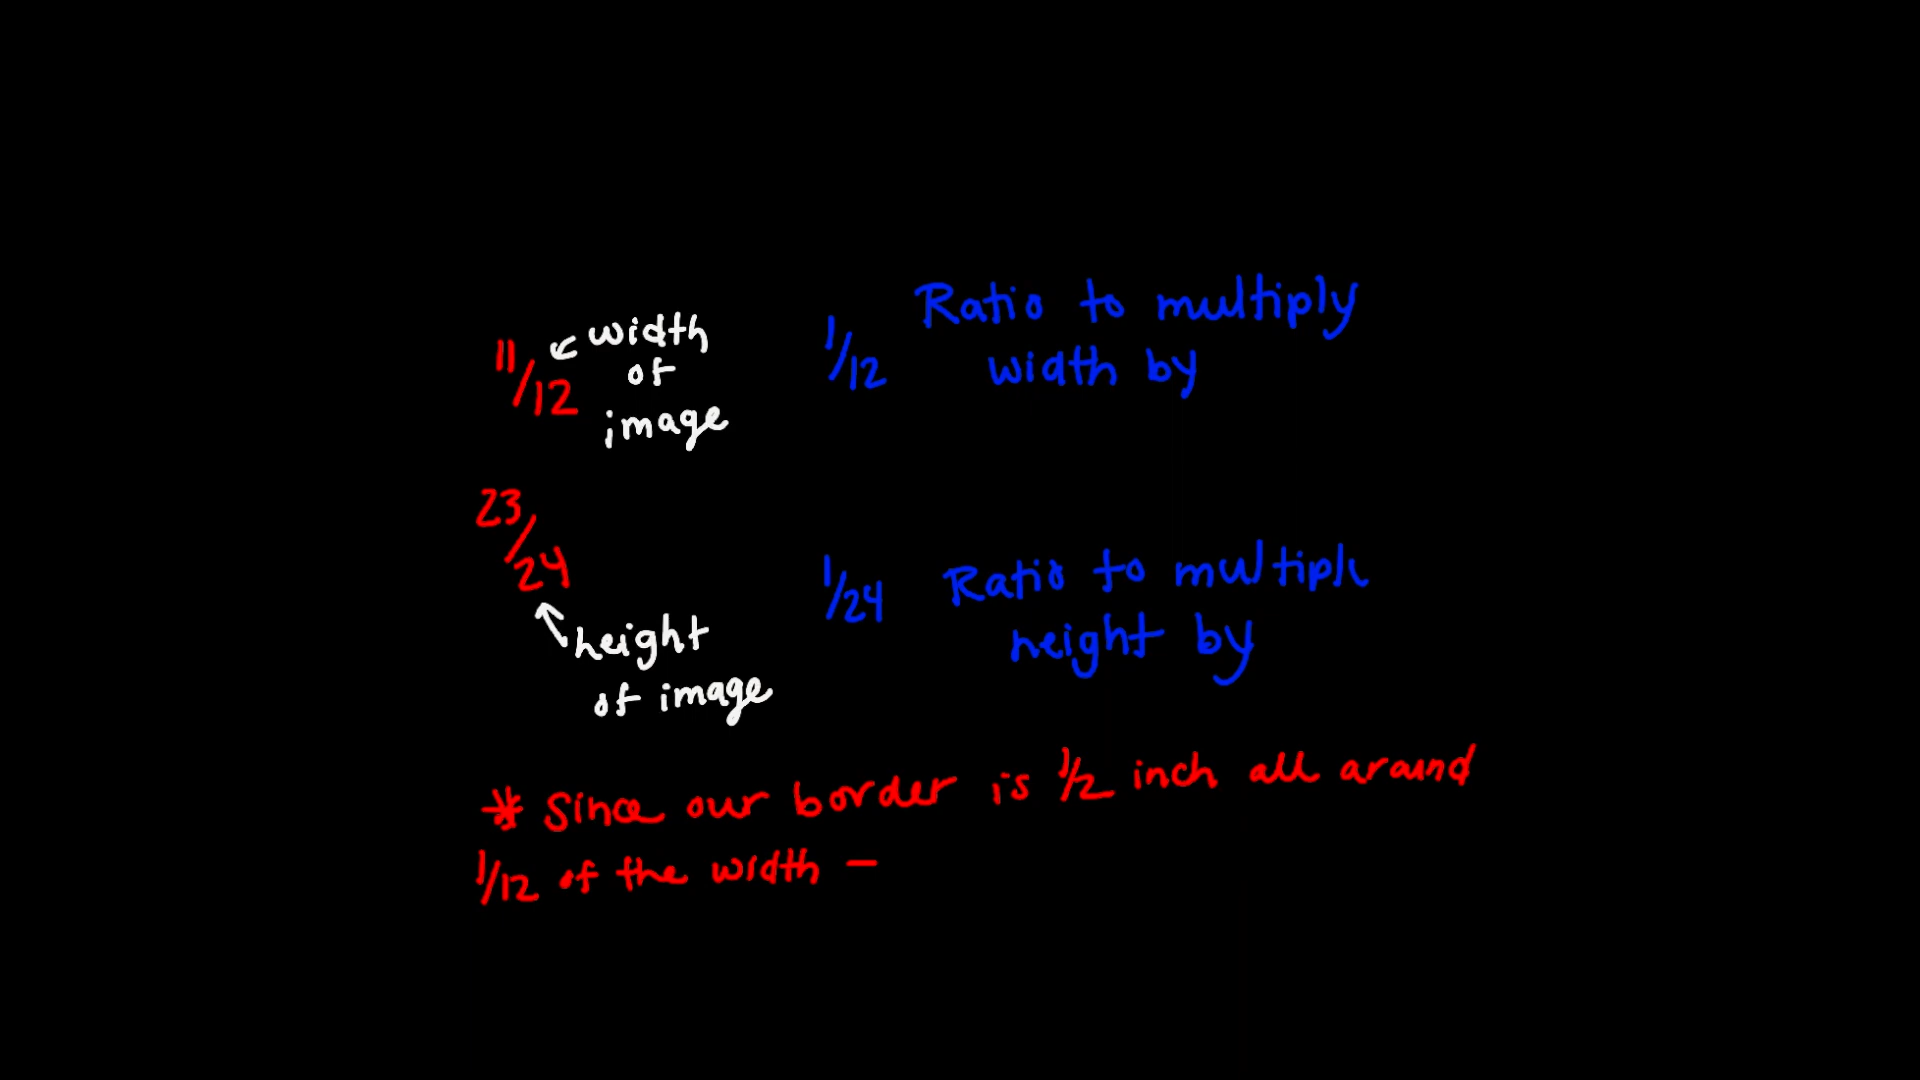 11/12 ← width
of
image
1/12 Ratio to multiply
width by
23/24
↖ height
of image
1/24 Ratio to multipl
height by
* Since our border is 1/2 inch all around
1/12 of the width -